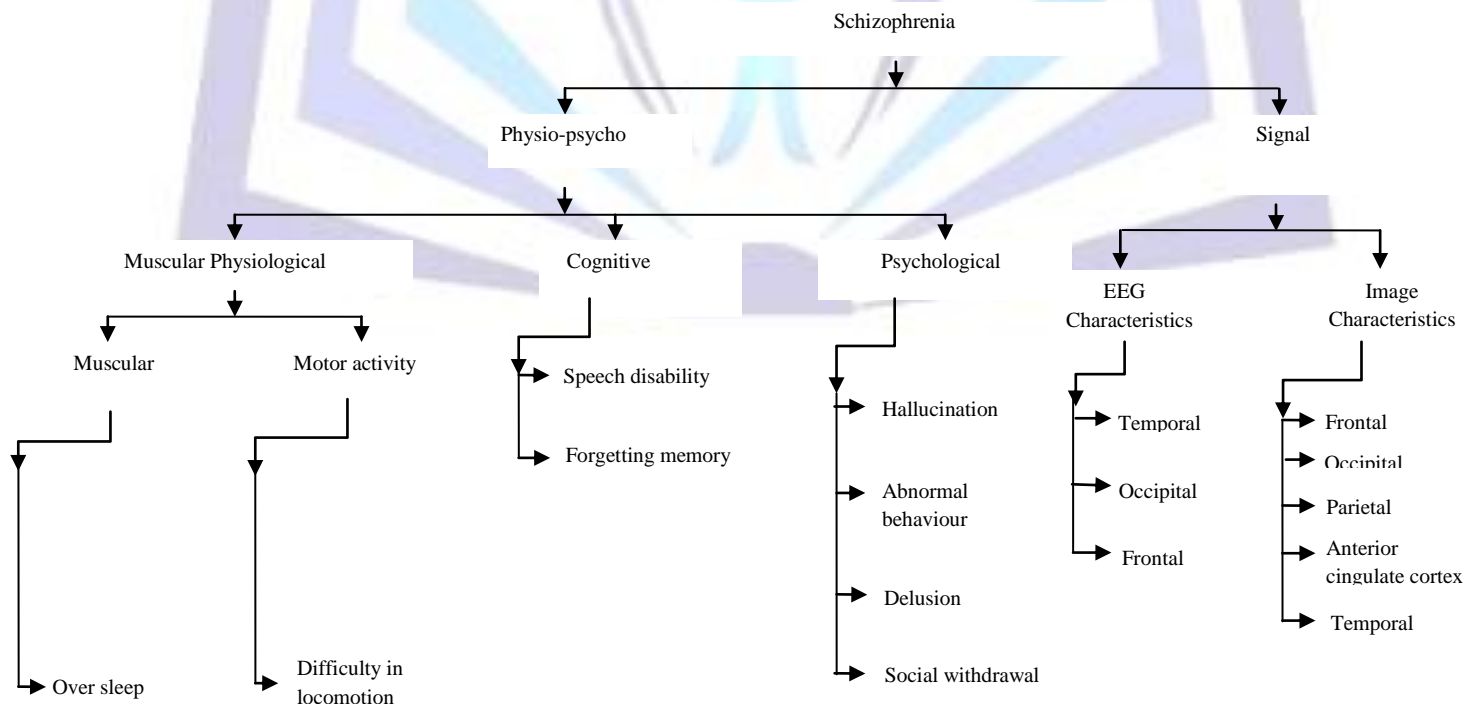 Schizophrenia
Physio-psycho
Signal
Muscular Physiological
Cognitive
Psychological
EEG
Characteristics
Image
Characteristics
Muscular
Motor activity
Speech disability
Forgetting memory
Hallucination
Abnormal
behaviour
Delusion
Social withdrawal
Temporal
Occipital
Frontal
Frontal
Occipital
Parietal
Anterior
cingulate cortex
Temporal
Over sleep
Difficulty in
locomotion